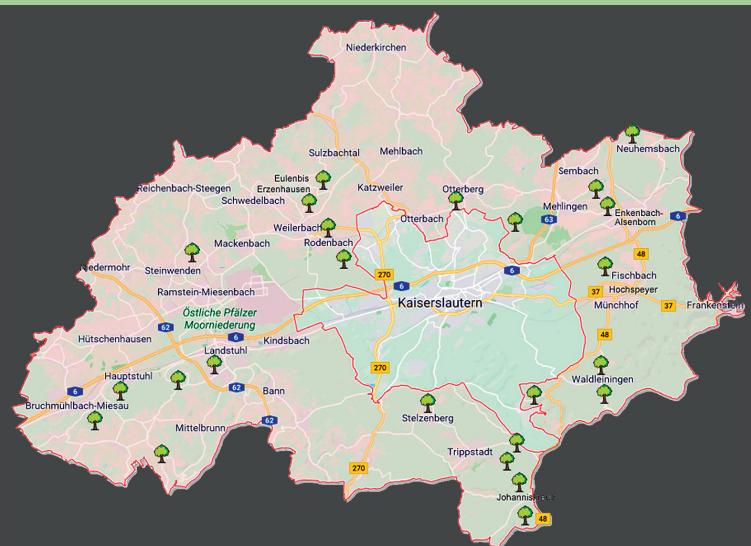 Niederkirchen
Neuhemsbach
Sulzbachtal
Mehlbach
Sembach
Eulenbis
Erzenhausen
Katzweiler
Reichenbach-Steegen
Schwedelbach
Otterberg
Mehlingen
Enkenbach-
Alsenborn
6
Otterbach
63
Weilerbach
Rodenbach
Mackenbach
48
Niedermohr
Steinwenden
270
6
Fischbach
Ramstein-Miesenbach
6
37
Hochspeyer
Kaiserslautern
Münchhof
37
Frankenstein
Östliche Pfälzer
Moorniederung
62
6
Hütschenhausen
Kindsbach
48
Landstuhl
270
Hauptstuhl
Waldleiningen
6
62
Bann
Bruchmühlbach-Miesau
62
Stelzenberg
Mittelbrunn
Trippstadt
270
48